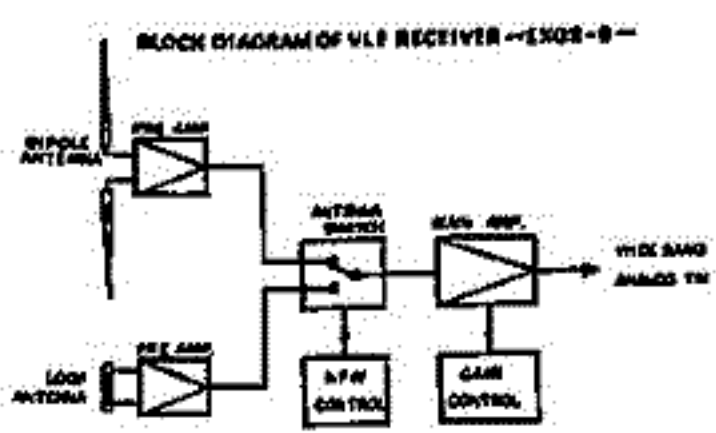 BLOCK DIAGRAM OF VLF RECEIVER -EXOS-B-
DIPOLE
ANTENNA
PRE AMP
ANTENNA
SWITCH
MAIN AMP.
WIDE BAND
ANALOG TM
PRE AMP
LOOP
ANTENNA
CONTROL
GAIN
CONTROL